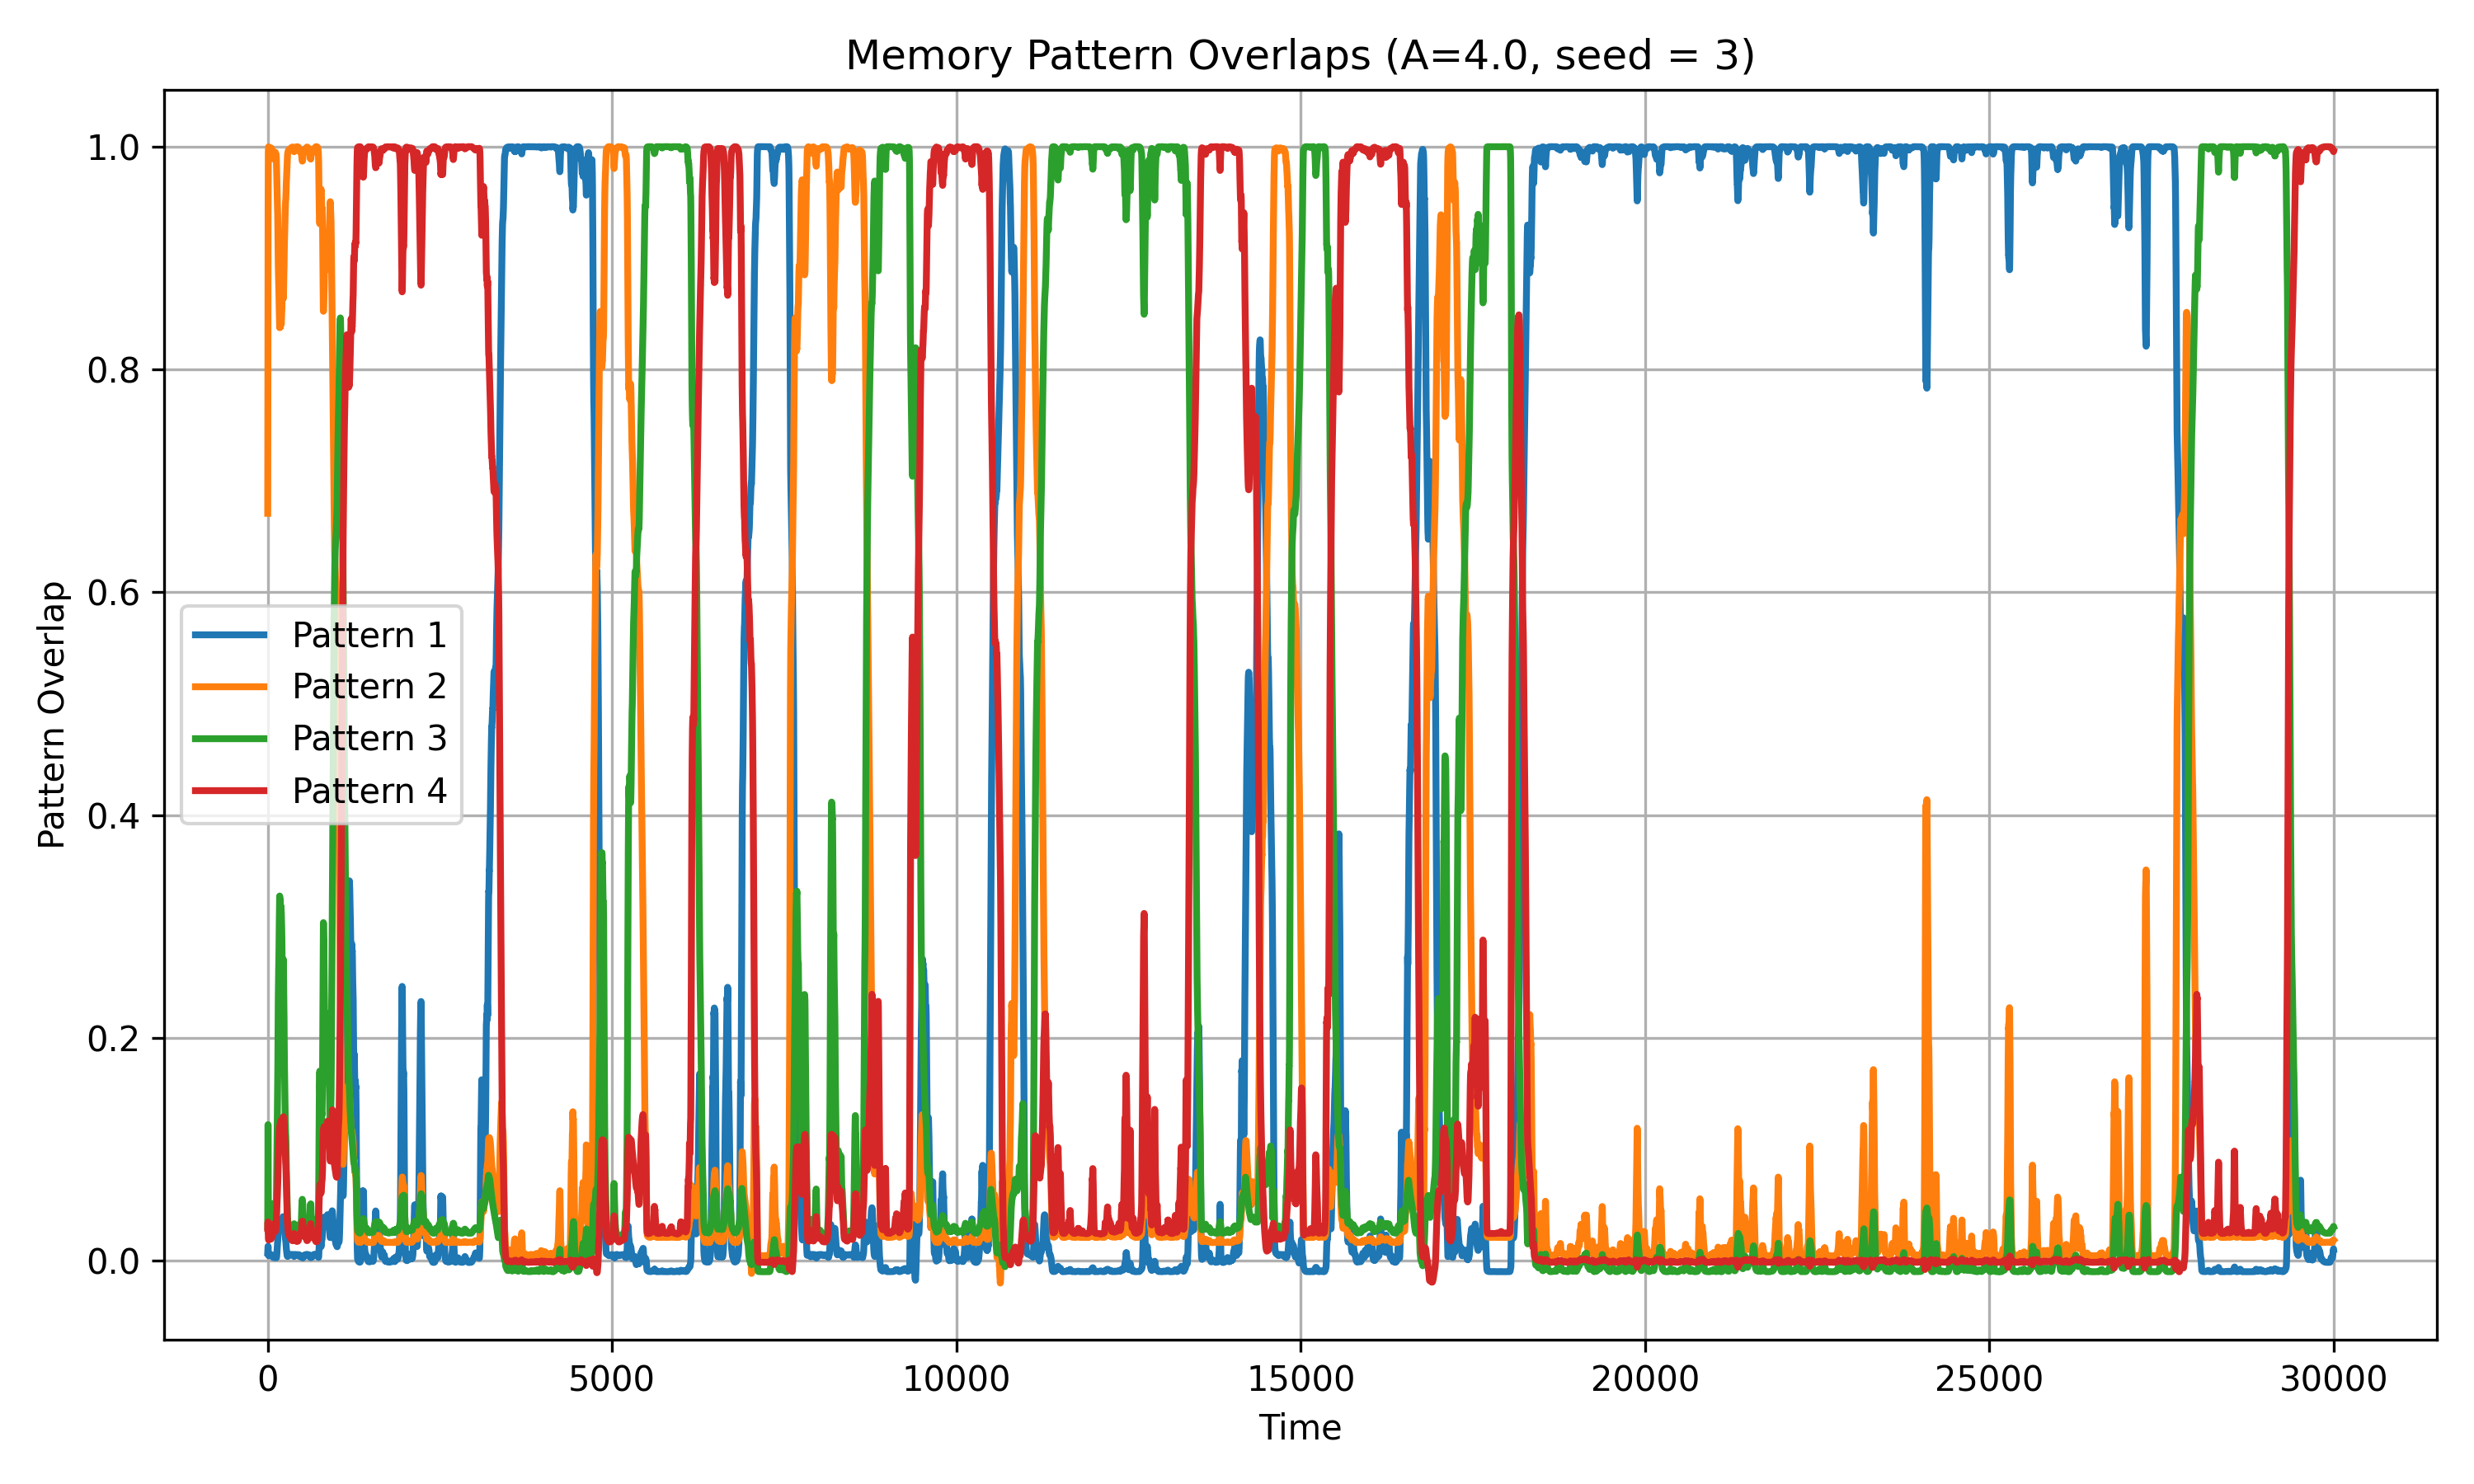 Memory Pattern Overlaps (A=4.0, seed = 3)
Pattern Overlap
1.0
0.8
0.6
0.4
0.2
0.0
Pattern 1
Pattern 2
Pattern 3
Pattern 4
0 5000 10000 15000 20000 25000 30000
Time